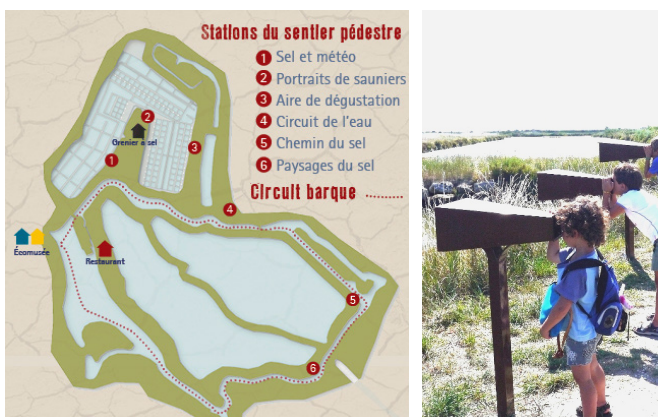 Stations du sentier pédestre
1 Sel et météo
2 Portraits de sauniers
3 Aire de dégustation
4 Circuit de l'eau
5 Chemin du sel
6 Paysages du sel
Circuit barque
2
Grenier à sel
1
3
4
Écomusée
Restaurant
5
6